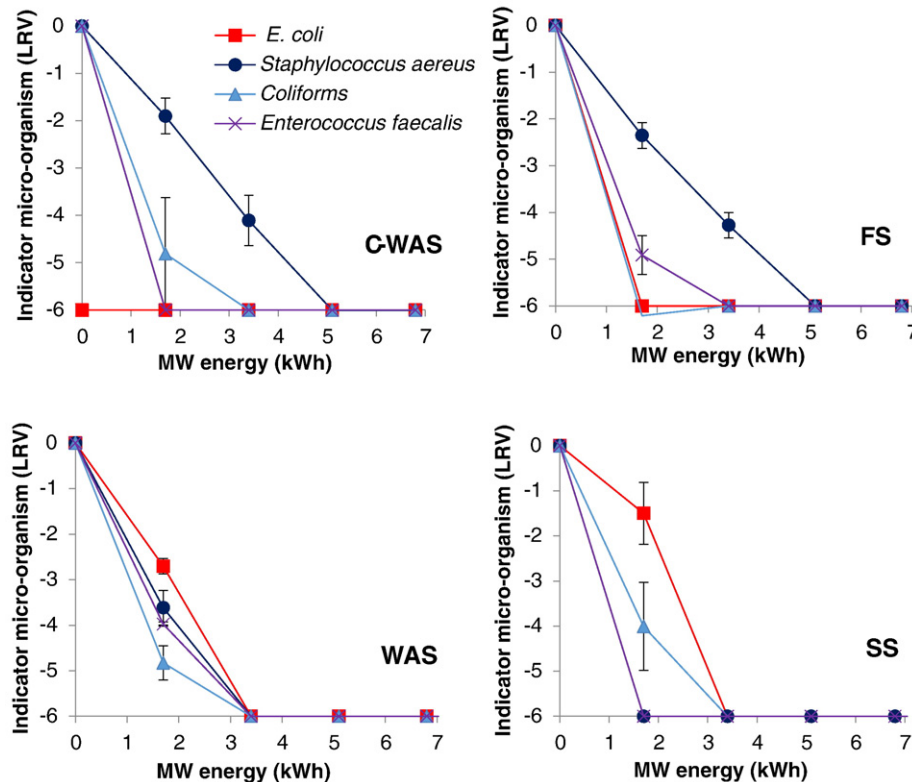 Indicator micro-organism (LRV)
0
-1
-2
-3
-4
-5
-6
E. coli
Staphylococcus aereus
Coliforms
Enterococcus faecalis
C-WAS
0 1 2 3 4 5 6 7
MW energy (kWh)
Indicator micro-organism (LRV)
0
-1
-2
-3
-4
-5
-6
FS
0 1 2 3 4 5 6 7
MW energy (kWh)
Indicator micro-organism (LRV)
0
-1
-2
-3
-4
-5
-6
WAS
0 1 2 3 4 5 6 7
MW energy (kWh)
Indicator micro-organism (LRV)
0
-1
-2
-3
-4
-5
-6
SS
0 1 2 3 4 5 6 7
MW energy (kWh)